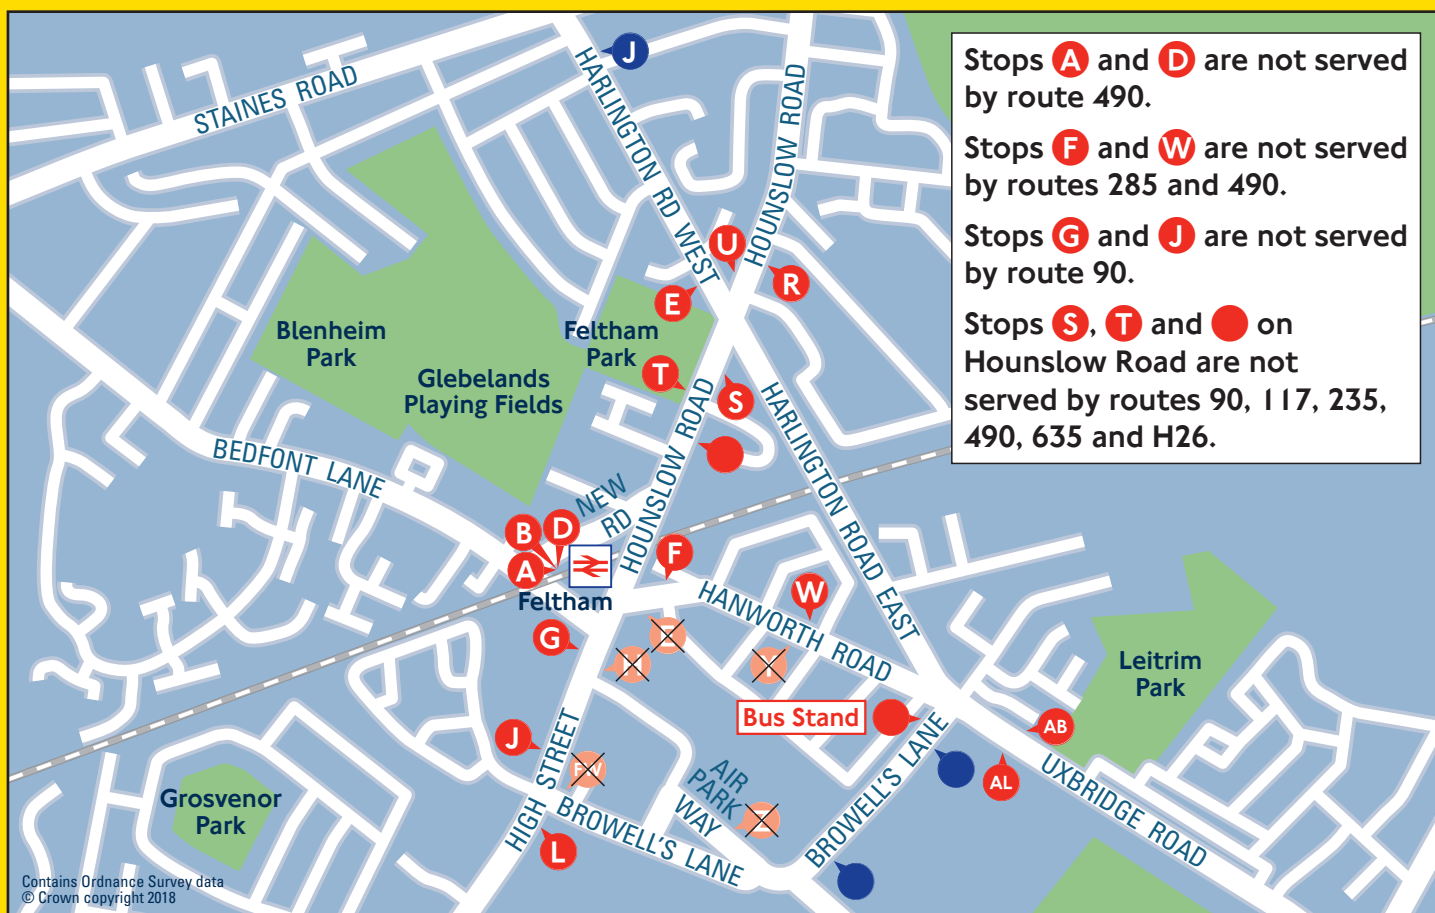 Stops A and D are not served
by route 490.
Stops F and W are not served
by routes 285 and 490.
Stops G and J are not served
by route 90.
Stops S, T and on
Hounslow Road are not
served by routes 90, 117, 235,
490, 635 and H26.
J
STAINES ROAD
HARLINGTON RD WEST
HOUNSLOW ROAD
U
R
E
Blenheim
Park
Feltham
Park
T
S
Glebelands
Playing Fields
HOUNSLOW ROAD
HARLINGTON ROAD EAST
BEDFONT LANE
NEW
RD
B
D
A
F
Feltham
W
HANWORTH ROAD
G
E
H
Y
Leitrim
Park
Bus Stand
AB
J
HIGH STREET
AIR
PARK
WAY
AL
UXBRIDGE ROAD
BROWELL'S LANE
Grosvenor
Park
BROWELL'S LANE
L
Contains Ordnance Survey data
© Crown copyright 2018